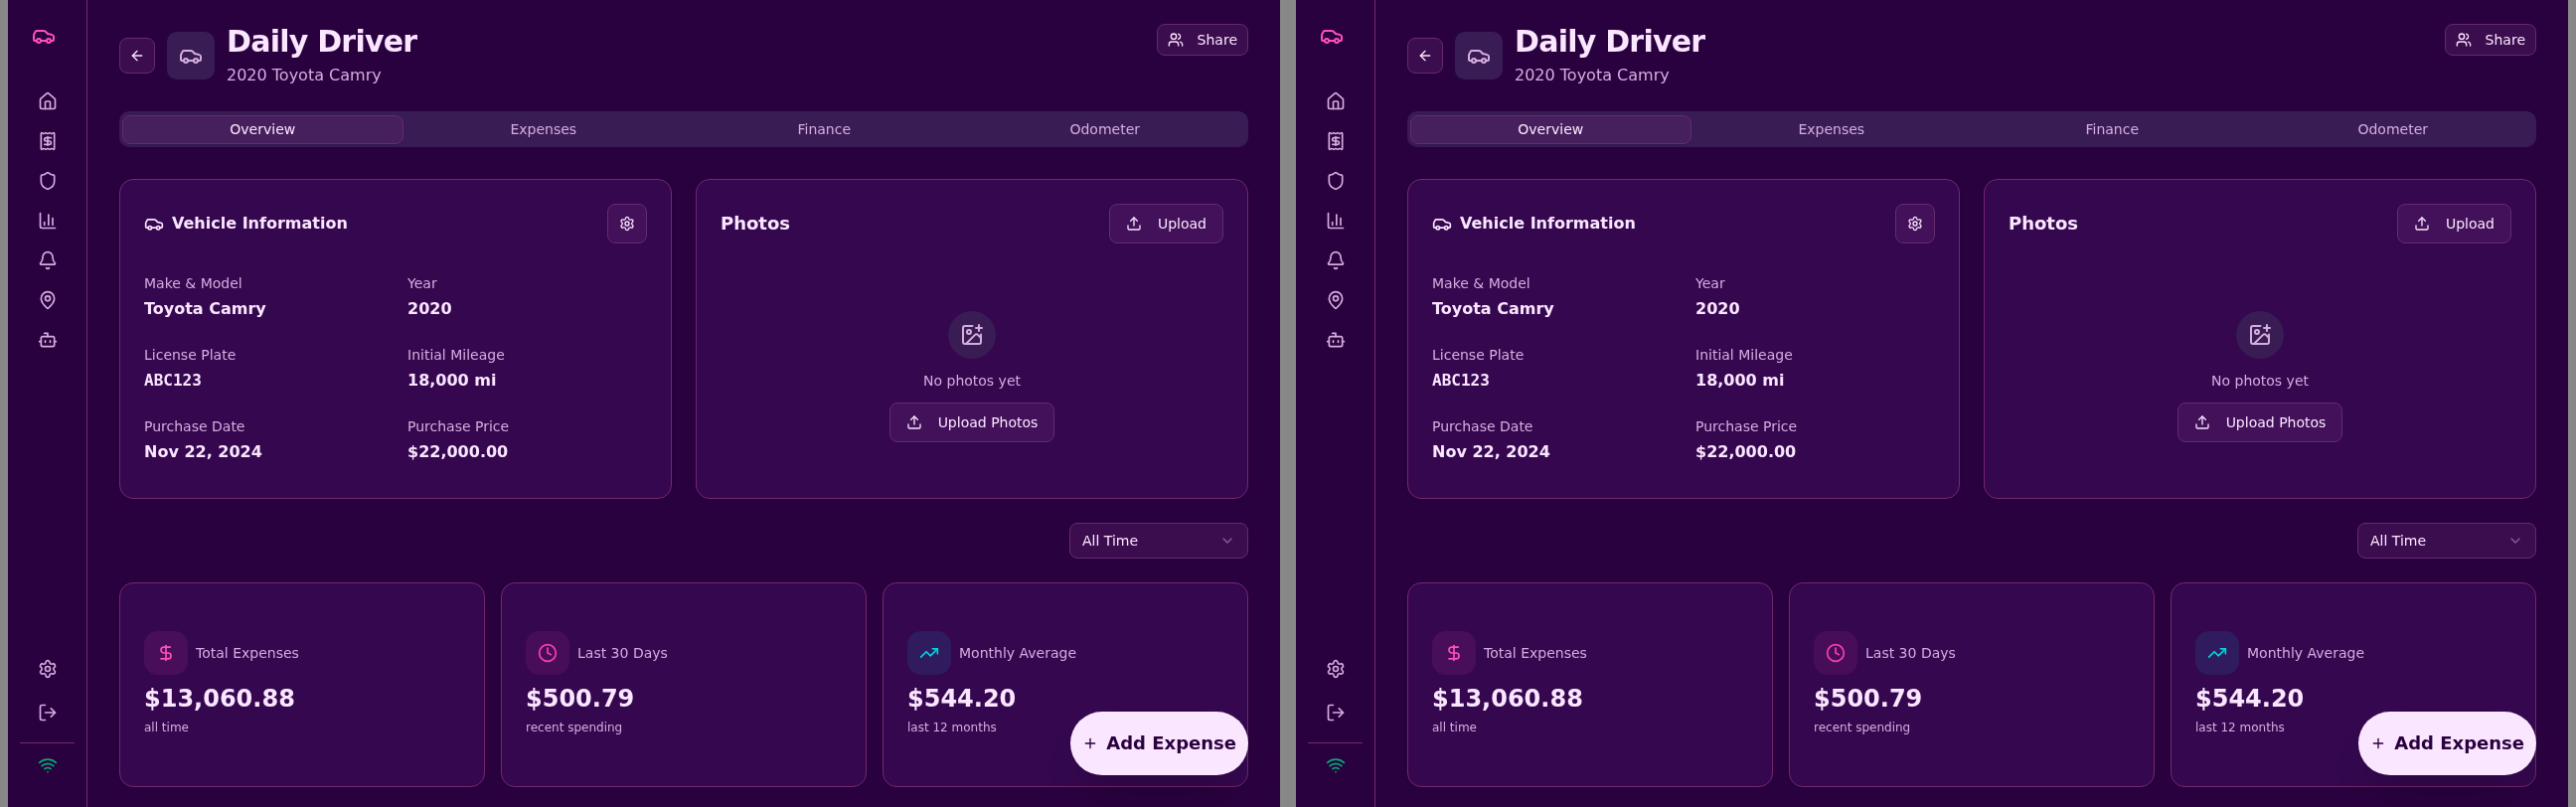 Daily Driver
2020 Toyota Camry
Share
Overview Expenses Finance Odometer
Vehicle Information
Photos
Upload
Make & Model Year
Toyota Camry 2020
License Plate Initial Mileage
ABC123 18,000 mi
No photos yet
Upload Photos
Purchase Date Purchase Price
Nov 22, 2024 $22,000.00
All Time
Total Expenses
$13,060.88
all time
Last 30 Days
$500.79
recent spending
Monthly Average
$544.20
last 12 months
+ Add Expense
Daily Driver
2020 Toyota Camry
Share
Overview Expenses Finance Odometer
Vehicle Information
Photos
Upload
Make & Model Year
Toyota Camry 2020
License Plate Initial Mileage
ABC123 18,000 mi
No photos yet
Upload Photos
Purchase Date Purchase Price
Nov 22, 2024 $22,000.00
All Time
Total Expenses
$13,060.88
all time
Last 30 Days
$500.79
recent spending
Monthly Average
$544.20
last 12 months
+ Add Expense